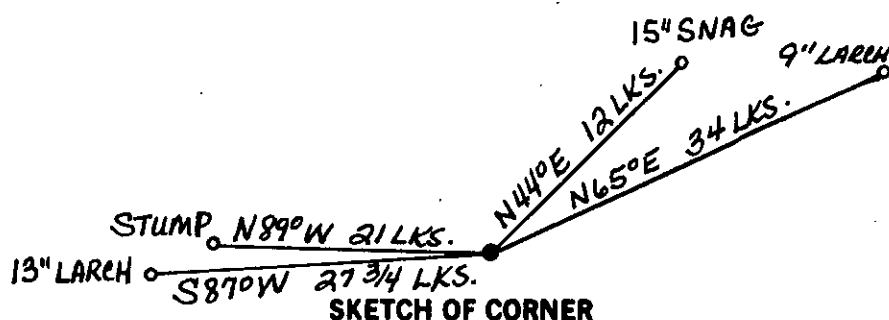 15" SNAG
9" LARCH
N44°E 12 LKS.
N65°E 34 LKS.
STUMP
N89°W 21 LKS.
13" LARCH
S87°W 27 3/4 LKS.
SKETCH OF CORNER